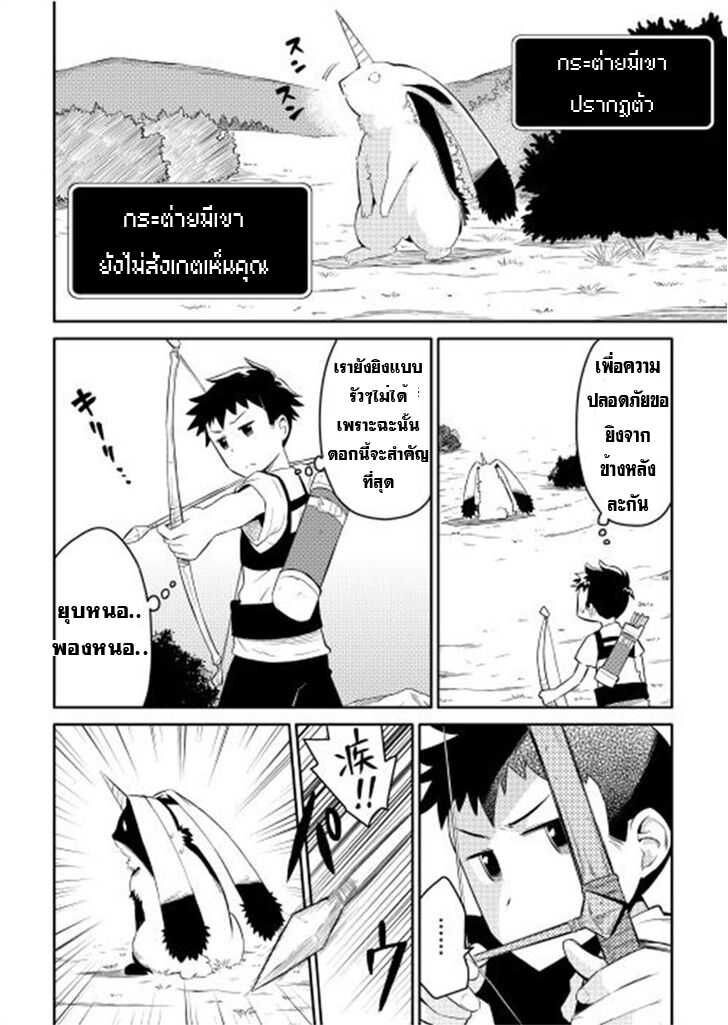 กระต่ายมีเขา
ปรากฏตัว
スンスン
กระต่ายมีเขา
ยังไม่สังเกตเห็นคุณ
เพื่อความ
ปลอดภัยขอ
ยิงจาก
ข้างหลัง
ละกัน
เรายังยิงแบบ
รัวๆไม่ได้
เพราะฉะนั้น
ดอกนี้จะสำคัญ
ที่สุด
ยุบหนอ..
พองหนอ..
......
!!